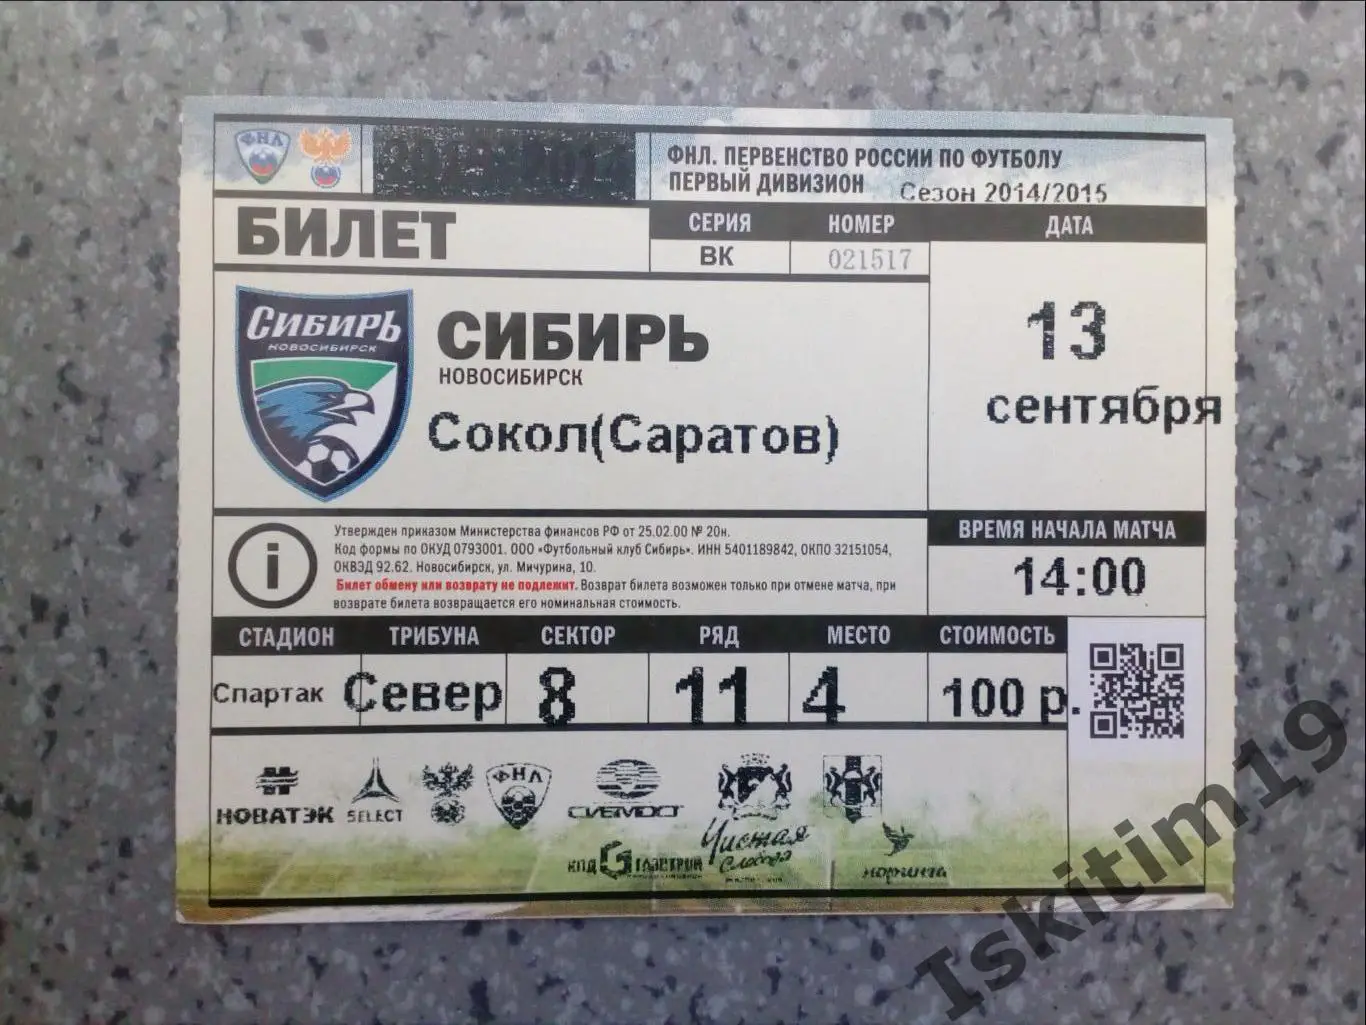 ФНЛ
ФНЛ. ПЕРВЕНСТВО РОССИИ ПО ФУТБОЛУ
ПЕРВЫЙ ДИВИЗИОН Сезон 2014/2015
БИЛЕТ
СЕРИЯ НОМЕР ДАТА
ВК 021517
13
сентября
СИБИРЬ
НОВОСИБИРСК
СИБИРЬ
НОВОСИБИРСК
Сокол(Саратов)
i
Утвержден приказом Министерства финансов РФ от 25.02.00 № 20н.
Код формы по ОКУД 0793001. ООО «Футбольный клуб Сибирь». ИНН 5401189842, ОКПО 32151054,
ОКВЭД 92.62. Новосибирск, ул. Мичурина, 10.
Билет обмену или возврату не подлежит. Возврат билета возможен только при отмене матча, при
возврате билета возвращается его номинальная стоимость.
ВРЕМЯ НАЧАЛА МАТЧА
14:00
СТАДИОН ТРИБУНА СЕКТОР РЯД МЕСТО СТОИМОСТЬ
Спартак Север 8 11 4 100 р.
НОВАТЭК SELECT ФНЛ СИБМОСТ
Чистая
Слобода
КПД ГАЗСТРОЙ
норинга
Iskitim19